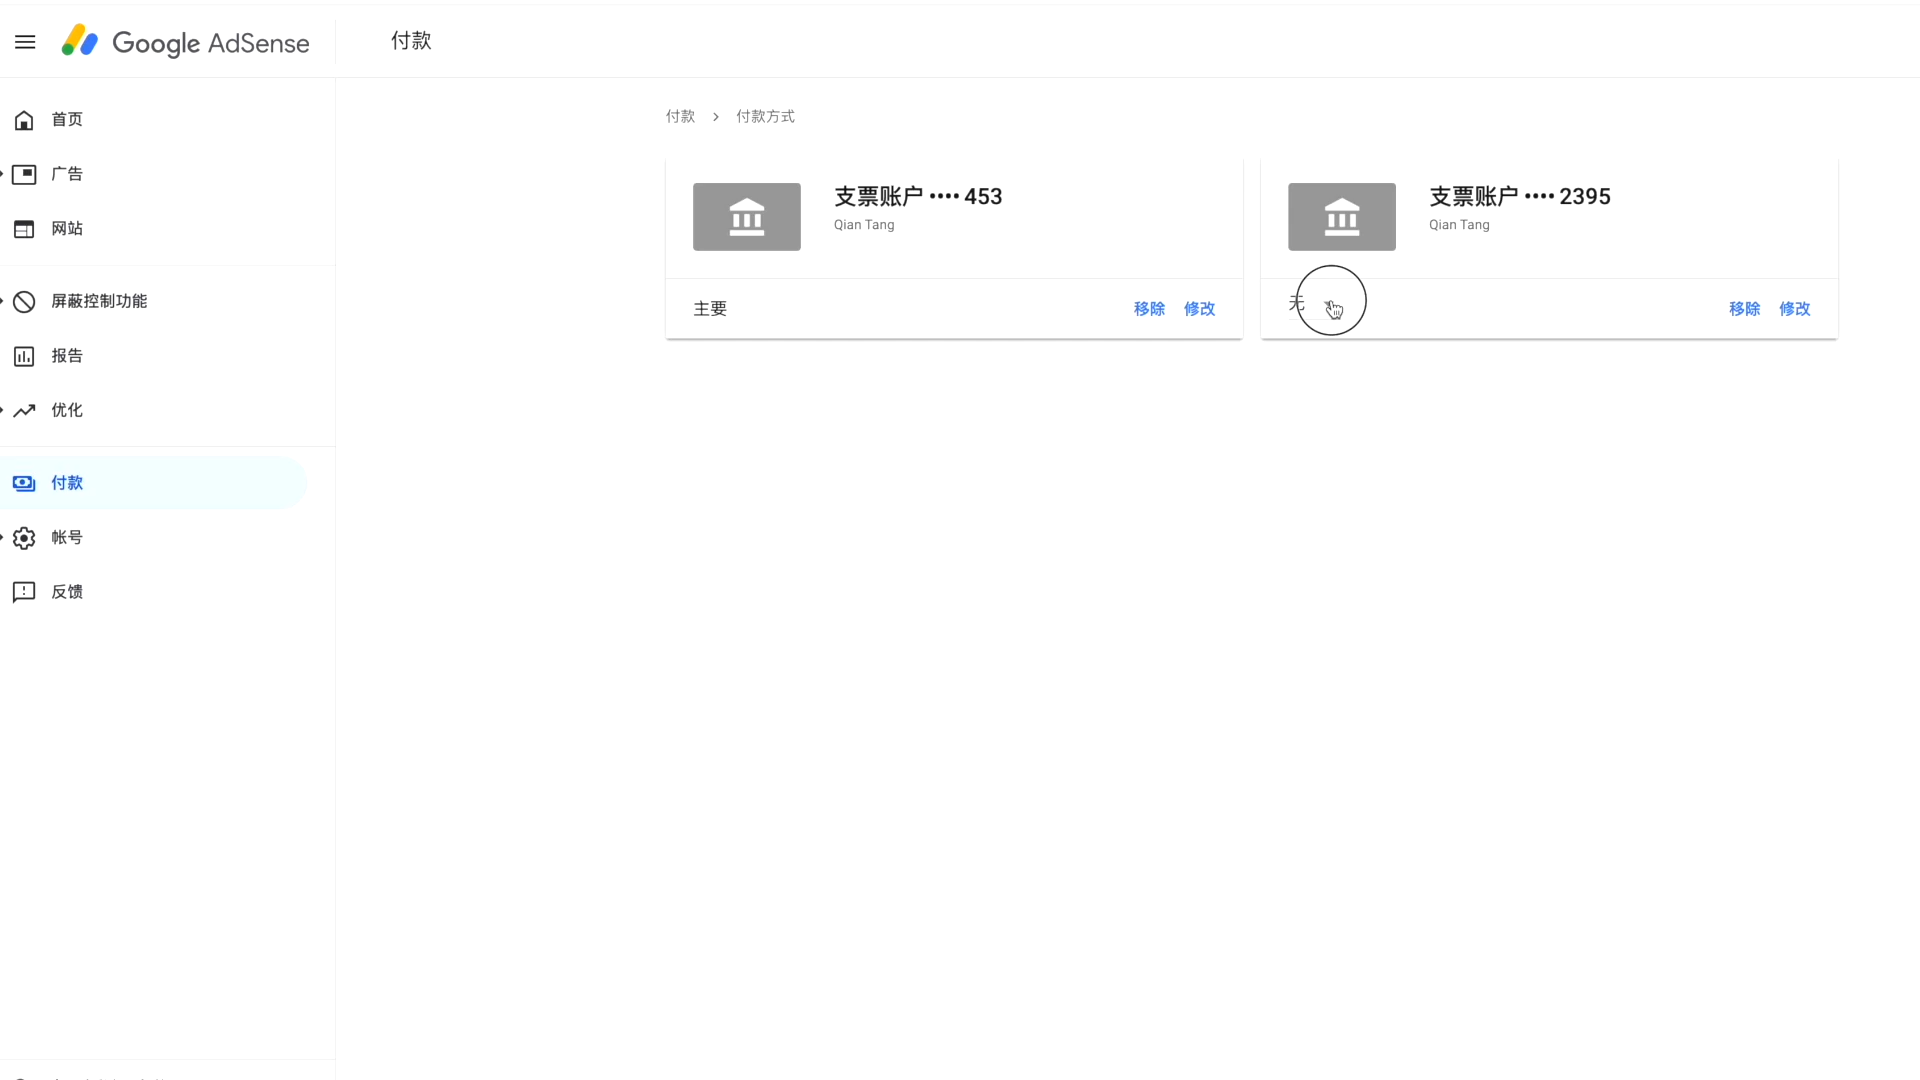 Google AdSense
付款
首页
广告
网站
屏蔽控制功能
报告
优化
付款
帐号
反馈
付款 > 付款方式
支票账户 •••• 453
Qian Tang
主要
移除 修改
支票账户 •••• 2395
Qian Tang
无
移除 修改